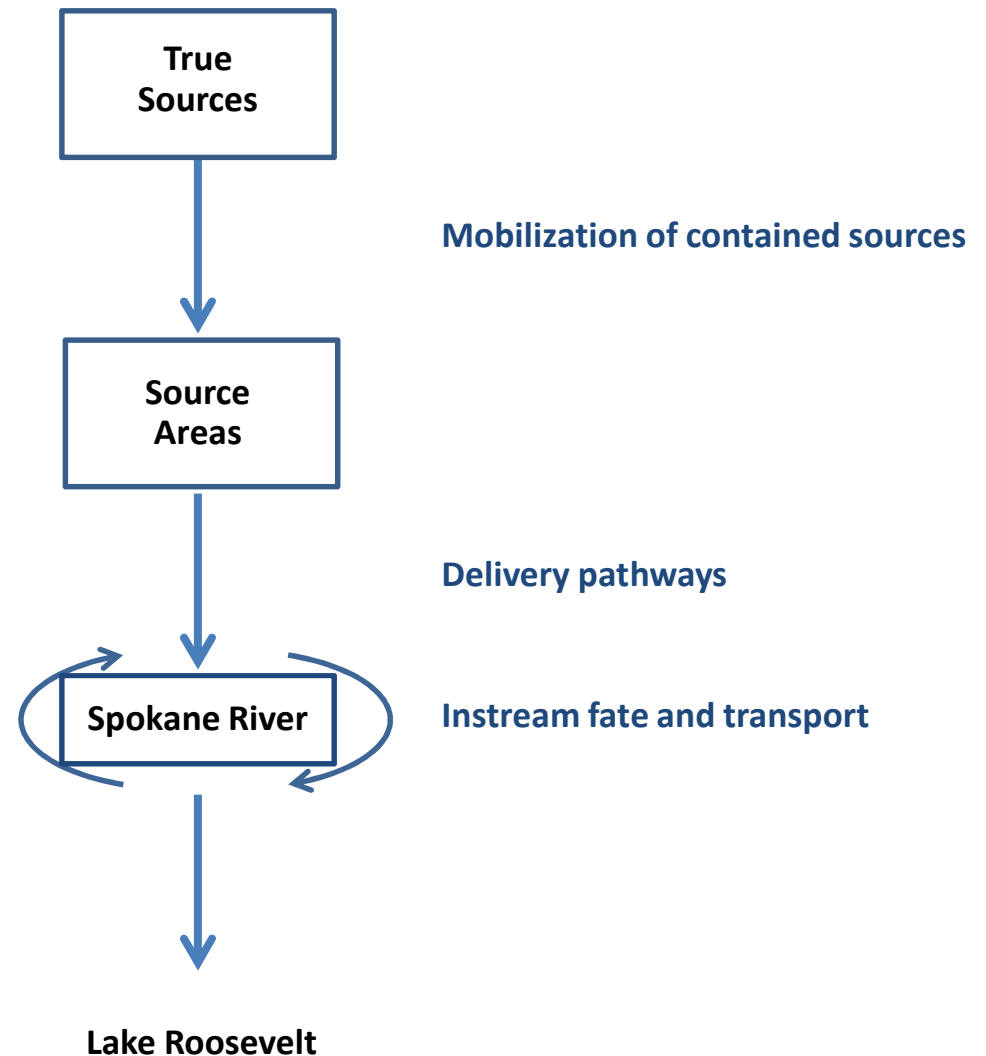 True
Sources
Mobilization of contained sources
Source
Areas
Delivery pathways
Spokane River
Instream fate and transport
Lake Roosevelt